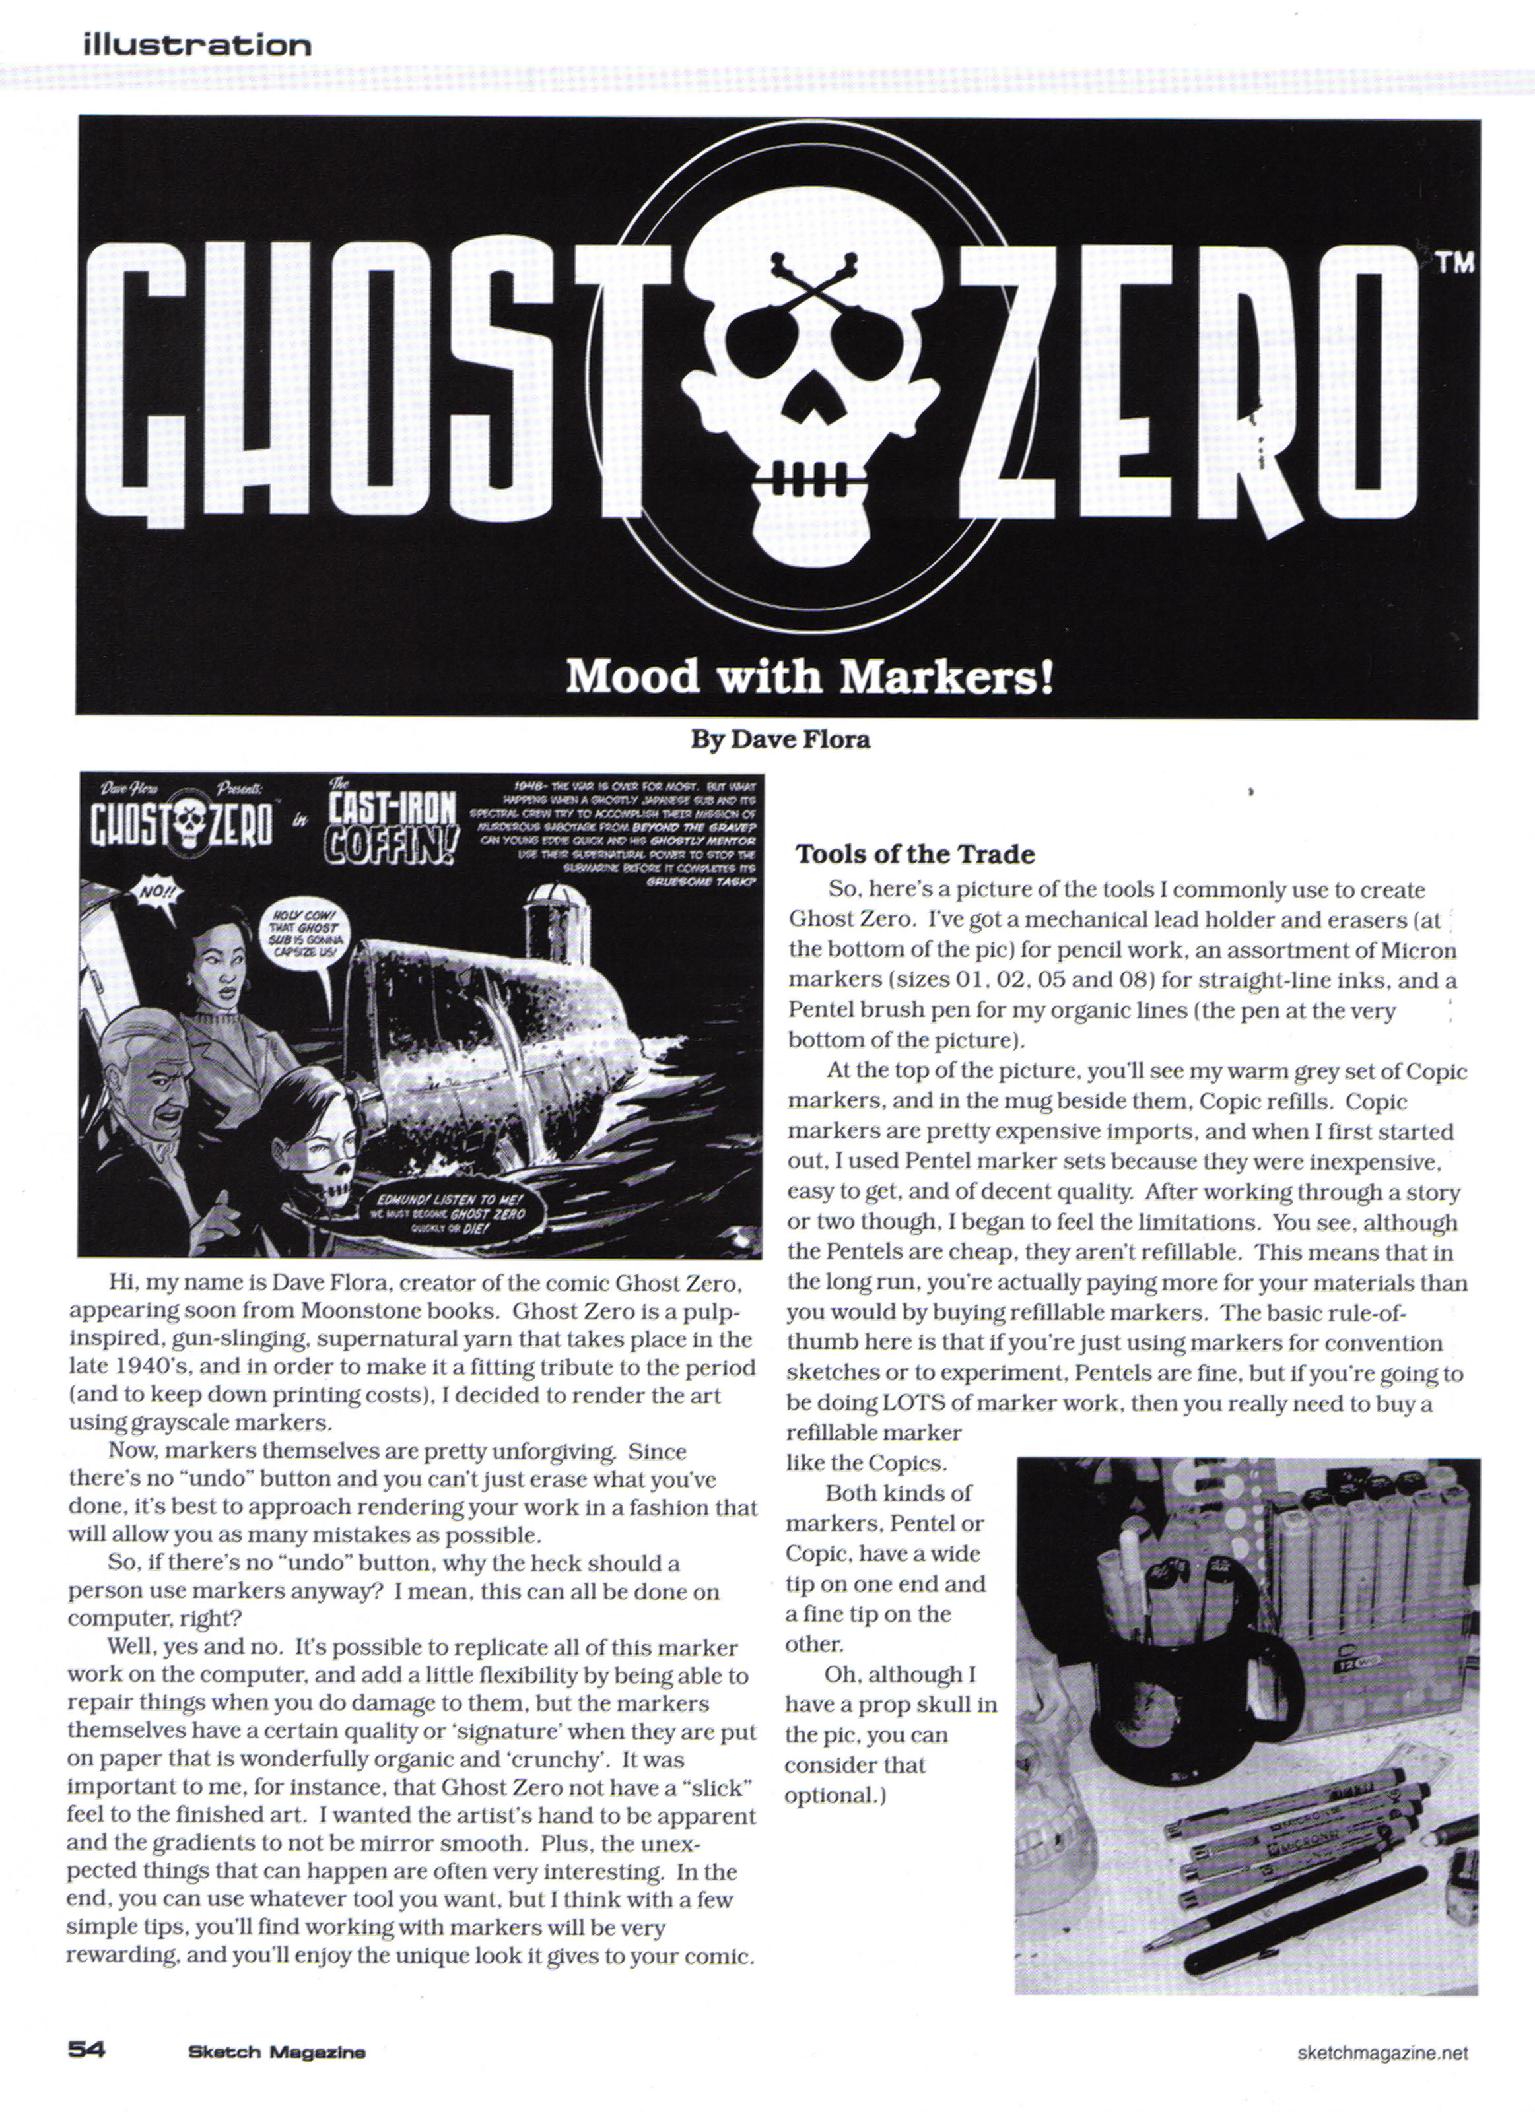 illustration
GHOST ZERO™
Mood with Markers!
By Dave Flora
Dave Flora Presents:
GHOST ZERO
in
The
CAST-IRON
COFFIN!
1948- THE WAR IS OVER FOR MOST. BUT WHAT
HAPPENS WHEN A GHOSTLY JAPANESE SUB AND ITS
SPECTRAL CREW TRY TO ACCOMPLISH THEIR MISSION OF
MURDEROUS SABOTAGE FROM BEYOND THE GRAVE?
CAN YOUNG EDDIE QUICK AND HIS GHOSTLY MENTOR
USE THEIR SUPERNATURAL POWER TO STOP THE
SUBMARINE BEFORE IT COMPLETES ITS
GRUESOME TASK?
NO!!
HOLY COW!
THAT GHOST
SUB IS GONNA
CAPSIZE US!
EDMUND! LISTEN TO ME!
WE MUST BECOME GHOST ZERO
QUICKLY OR DIE!
Hi, my name is Dave Flora, creator of the comic Ghost Zero,
appearing soon from Moonstone books. Ghost Zero is a pulp-
inspired, gun-slinging, supernatural yarn that takes place in the
late 1940's, and in order to make it a fitting tribute to the period
(and to keep down printing costs), I decided to render the art
using grayscale markers.
Now, markers themselves are pretty unforgiving. Since
there's no “undo” button and you can't just erase what you've
done, it's best to approach rendering your work in a fashion that
will allow you as many mistakes as possible.
So, if there's no “undo” button, why the heck should a
person use markers anyway? I mean, this can all be done on
computer, right?
Well, yes and no. It's possible to replicate all of this marker
work on the computer, and add a little flexibility by being able to
repair things when you do damage to them, but the markers
themselves have a certain quality or ‘signature’ when they are put
on paper that is wonderfully organic and ‘crunchy’. It was
important to me, for instance, that Ghost Zero not have a “slick”
feel to the finished art. I wanted the artist's hand to be apparent
and the gradients to not be mirror smooth. Plus, the unex-
pected things that can happen are often very interesting. In the
end, you can use whatever tool you want, but I think with a few
simple tips, you'll find working with markers will be very
rewarding, and you'll enjoy the unique look it gives to your comic.
Tools of the Trade
So, here's a picture of the tools I commonly use to create
Ghost Zero. I've got a mechanical lead holder and erasers (at
the bottom of the pic) for pencil work, an assortment of Micron
markers (sizes 01, 02, 05 and 08) for straight-line inks, and a
Pentel brush pen for my organic lines (the pen at the very
bottom of the picture).
At the top of the picture, you'll see my warm grey set of Copic
markers, and in the mug beside them, Copic refills. Copic
markers are pretty expensive imports, and when I first started
out, I used Pentel marker sets because they were inexpensive,
easy to get, and of decent quality. After working through a story
or two though, I began to feel the limitations. You see, although
the Pentels are cheap, they aren't refillable. This means that in
the long run, you're actually paying more for your materials than
you would by buying refillable markers. The basic rule-of-
thumb here is that if you're just using markers for convention
sketches or to experiment, Pentels are fine, but if you're going to
be doing LOTS of marker work, then you really need to buy a
refillable marker
like the Copics.
Both kinds of
markers, Pentel or
Copic, have a wide
tip on one end and
a fine tip on the
other.
Oh, although I
have a prop skull in
the pic, you can
consider that
optional.)
MICRON
MICRON
54 Sketch Magazine
sketchmagazine.net